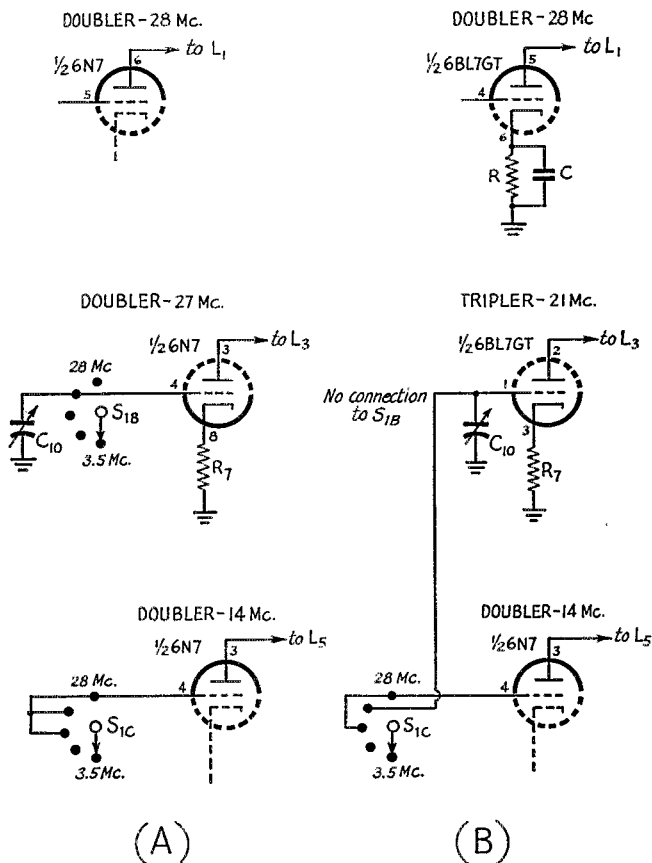 DOUBLER-28 Mc.
to L1
½6N7
6
5
DOUBLER-28 Mc
to L1
½6BL7GT
5
4
6
R
C
DOUBLER-27 Mc.
to L3
½6N7
3
28 Mc
4
S1B
8
C10
3.5 Mc.
R7
TRIPLER-21 Mc.
to L3
½6BL7GT
2
No connection
to S1B
1
C10
3
R7
DOUBLER-14 Mc.
to L5
½6N7
3
28 Mc.
4
S1C
3.5 Mc.
DOUBLER-14 Mc.
to L5
½6N7
3
28 Mc.
4
S1C
3.5 Mc.
(A)
(B)